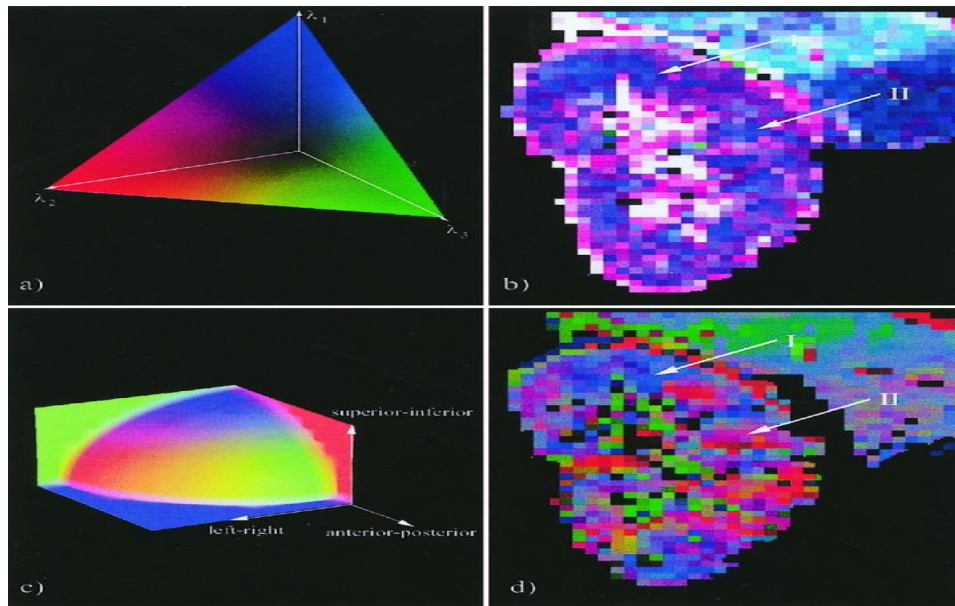 λ1
λ2
λ3
a)
I
II
b)
superior-inferior
left-right
anterior-posterior
c)
I
II
d)